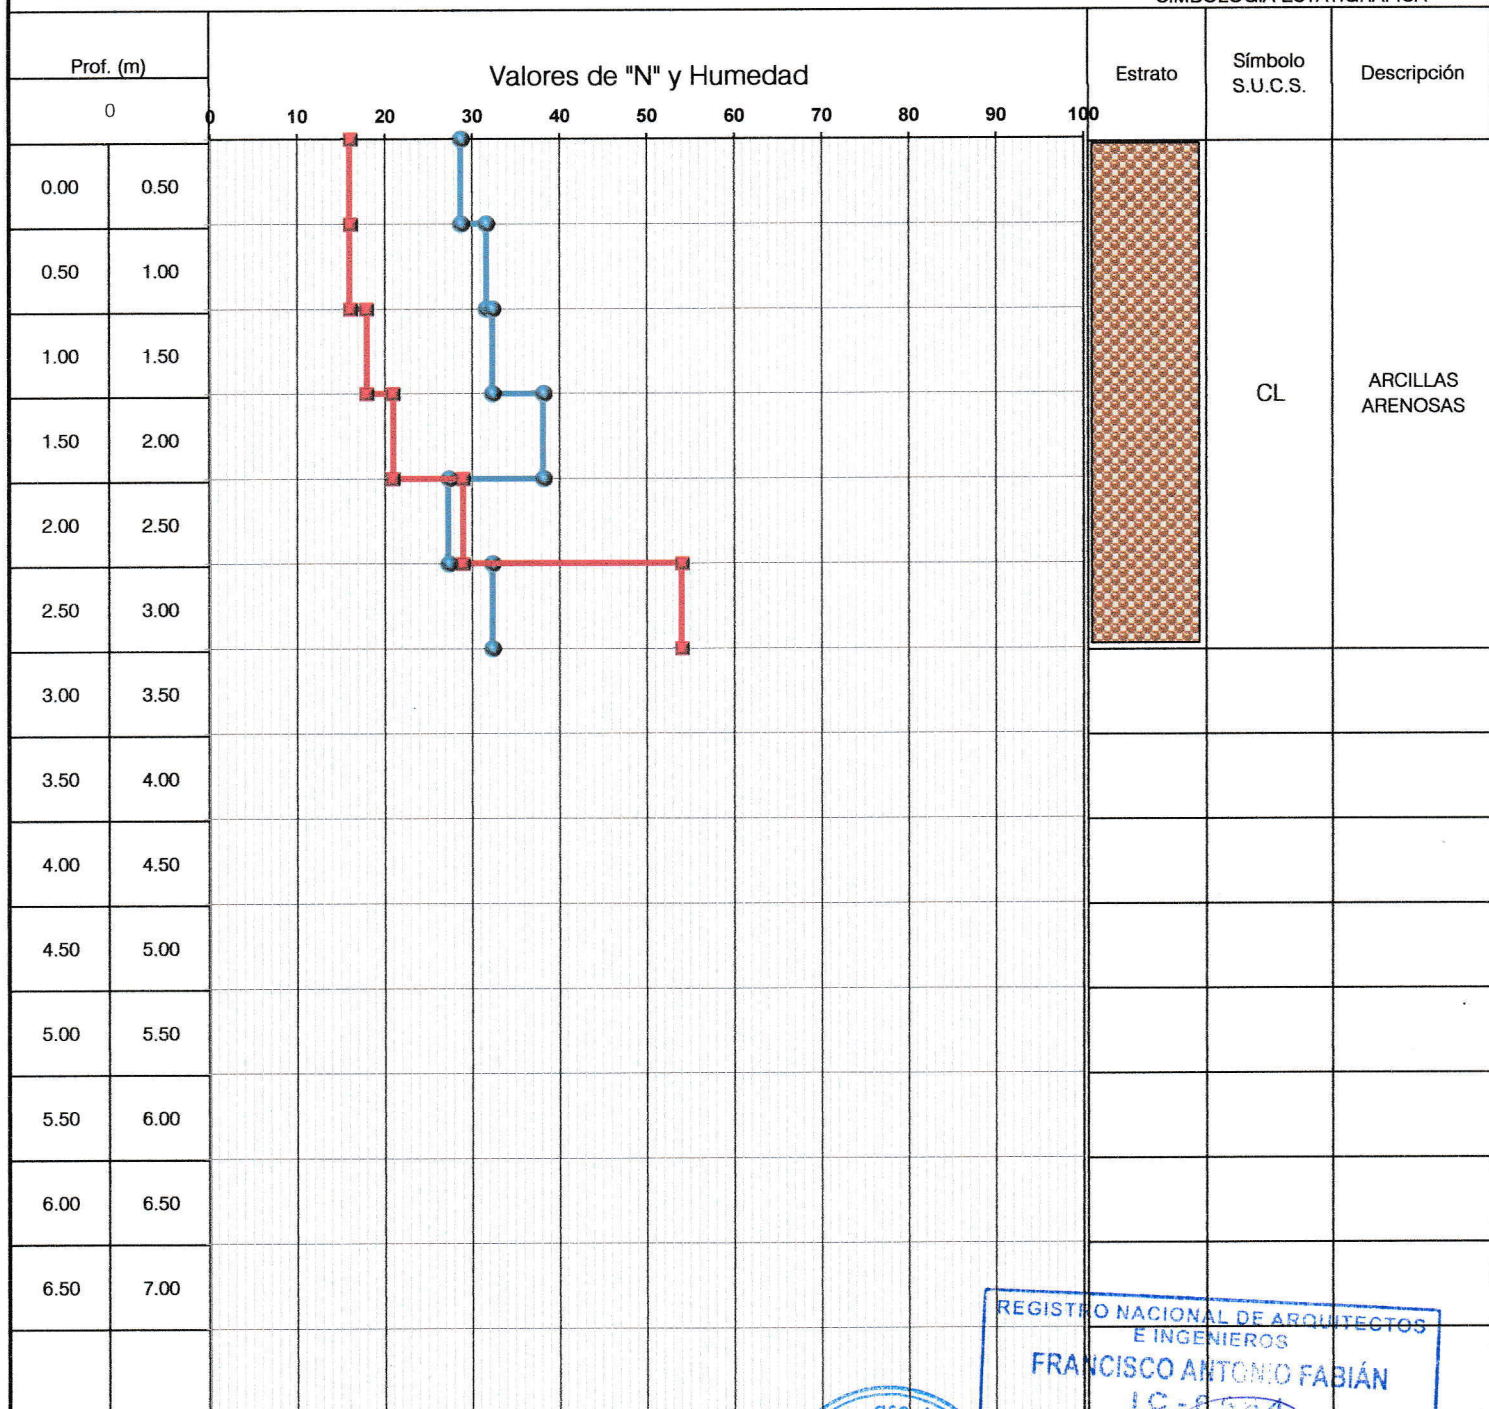 Prof. (m)
0
Valores de "N" y Humedad
0 10 20 30 40 50 60 70 80 90 100
Estrato
Símbolo
S.U.C.S.
Descripción
0.00 0.50
0.50 1.00
1.00 1.50
1.50 2.00
2.00 2.50
2.50 3.00
3.00 3.50
3.50 4.00
4.00 4.50
4.50 5.00
5.00 5.50
5.50 6.00
6.00 6.50
6.50 7.00
CL
ARCILLAS
ARENOSAS
REGISTRO NACIONAL DE ARQUITECTOS
E INGENIEROS
FRANCISCO ANTONIO FABIÁN